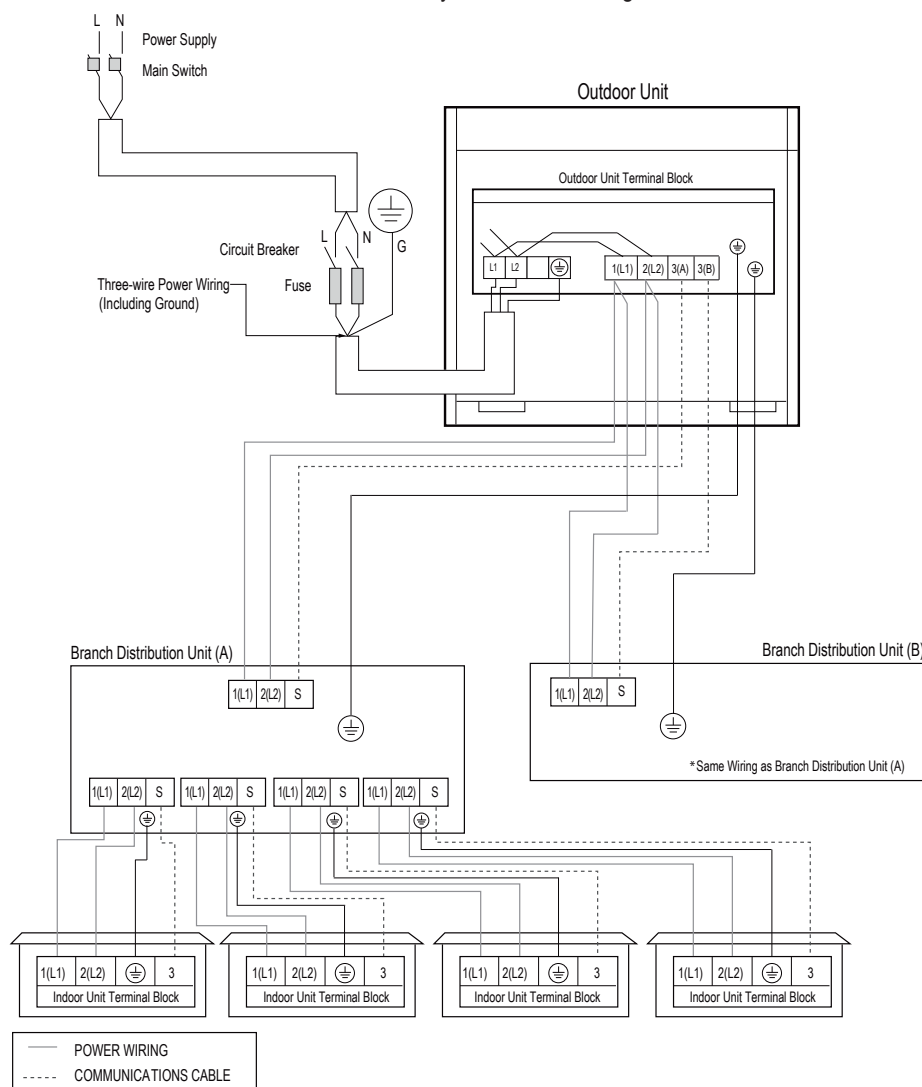 L N
Power Supply
Main Switch
Outdoor Unit
Outdoor Unit Terminal Block
L N
G
Circuit Breaker
Fuse
Three-wire Power Wiring
(Including Ground)
L1 L2
1(L1) 2(L2) 3(A) 3(B)
Branch Distribution Unit (A)
1(L1) 2(L2) S
Branch Distribution Unit (B)
1(L1) 2(L2) S
*Same Wiring as Branch Distribution Unit (A)
1(L1) 2(L2) S
1(L1) 2(L2) S
1(L1) 2(L2) S
1(L1) 2(L2) S
1(L1) 2(L2) 3
Indoor Unit Terminal Block
1(L1) 2(L2) 3
Indoor Unit Terminal Block
1(L1) 2(L2) 3
Indoor Unit Terminal Block
1(L1) 2(L2) 3
Indoor Unit Terminal Block
POWER WIRING
COMMUNICATIONS CABLE